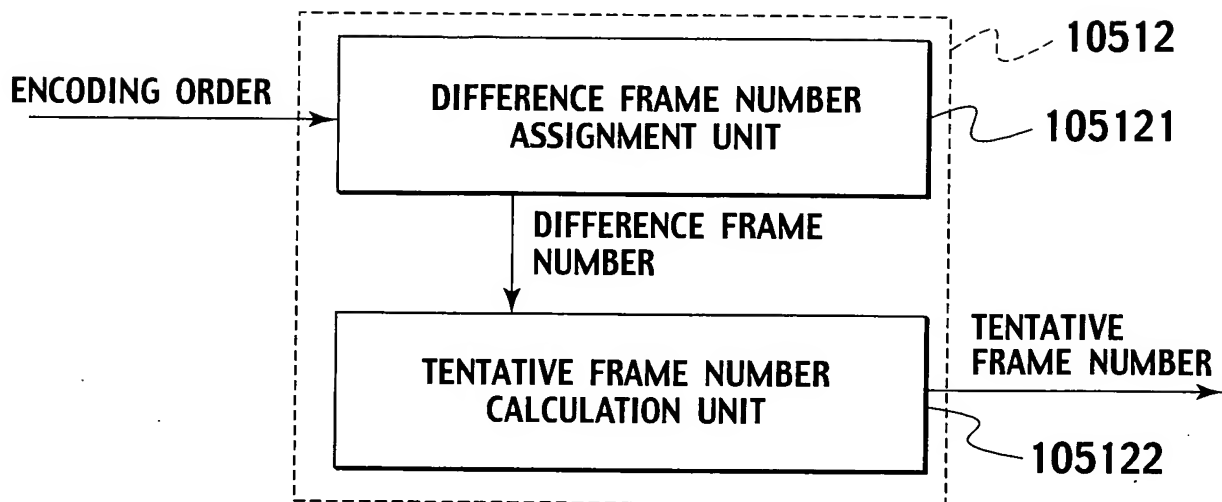 10512
ENCODING ORDER
DIFFERENCE FRAME NUMBER
ASSIGNMENT UNIT
105121
DIFFERENCE FRAME
NUMBER
TENTATIVE FRAME NUMBER
CALCULATION UNIT
TENTATIVE
FRAME NUMBER
105122